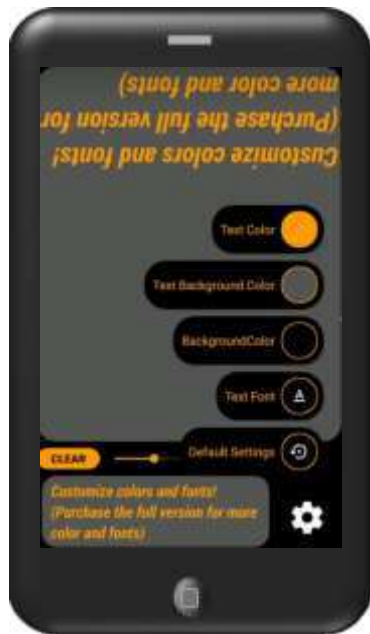 Customize colors and fonts!
(Purchase the full version for
more color and fonts)
Text Color
Text Background Color
BackgroundColor
Text Font
A
Default Settings
CLEAR
Customize colors and fonts!
(Purchase the full version for more
color and fonts)